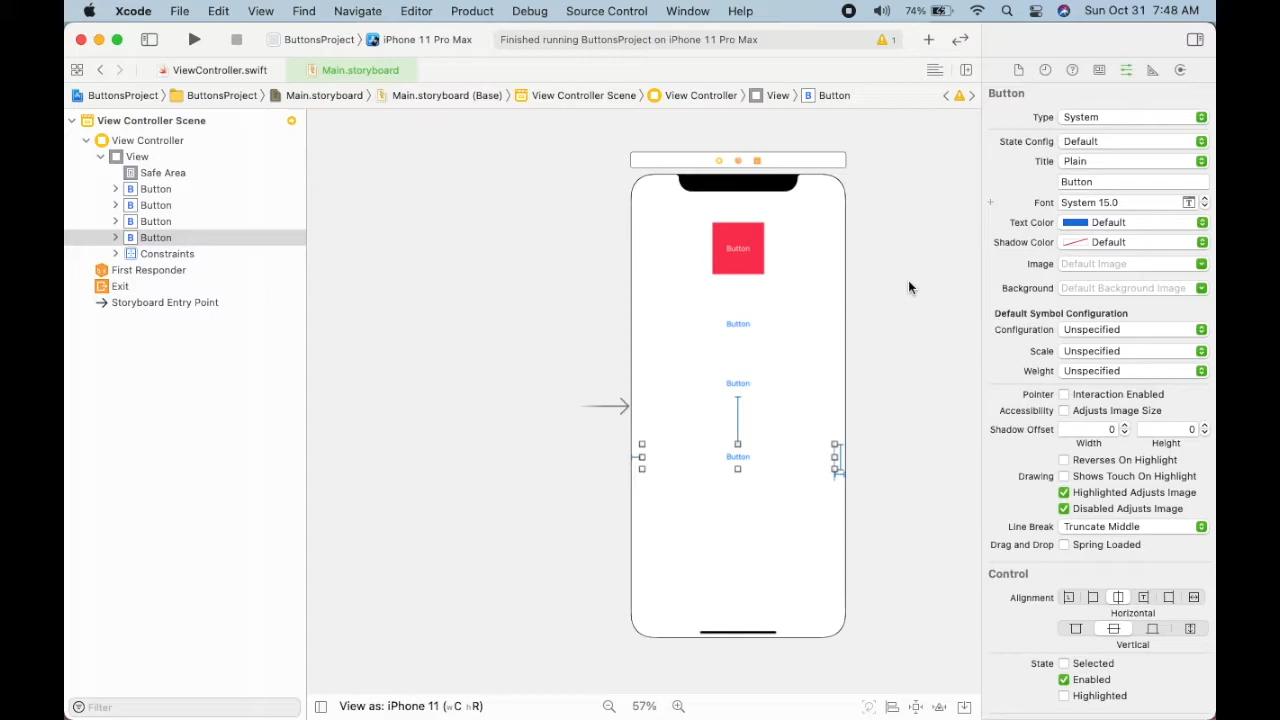 Xcode File Edit View Find Navigate Editor Product Debug Source Control Window Help 74% Sun Oct 31 7:48 AM
ButtonsProject iPhone 11 Pro Max Finished running ButtonsProject on iPhone 11 Pro Max 1
ViewController.swift Main.storyboard
ButtonsProject ButtonsProject Main.storyboard Main.storyboard (Base) View Controller Scene View Controller View B Button
View Controller Scene
View Controller
View
Safe Area
B Button
B Button
B Button
B Button
Constraints
First Responder
Exit
Storyboard Entry Point
Filter
Button
Button
Button
Button
View as: iPhone 11 (wC hR) 57%
Button
Type System
State Config Default
Title Plain
Button
Font System 15.0 T
Text Color Default
Shadow Color Default
Image Default Image
Background Default Background Image
Default Symbol Configuration
Configuration Unspecified
Scale Unspecified
Weight Unspecified
Pointer Interaction Enabled
Accessibility Adjusts Image Size
Shadow Offset 0 0
Width Height
Reverses On Highlight
Drawing Shows Touch On Highlight
Highlighted Adjusts Image
Disabled Adjusts Image
Line Break Truncate Middle
Drag and Drop Spring Loaded
Control
Alignment
Horizontal
Vertical
State Selected
Enabled
Highlighted